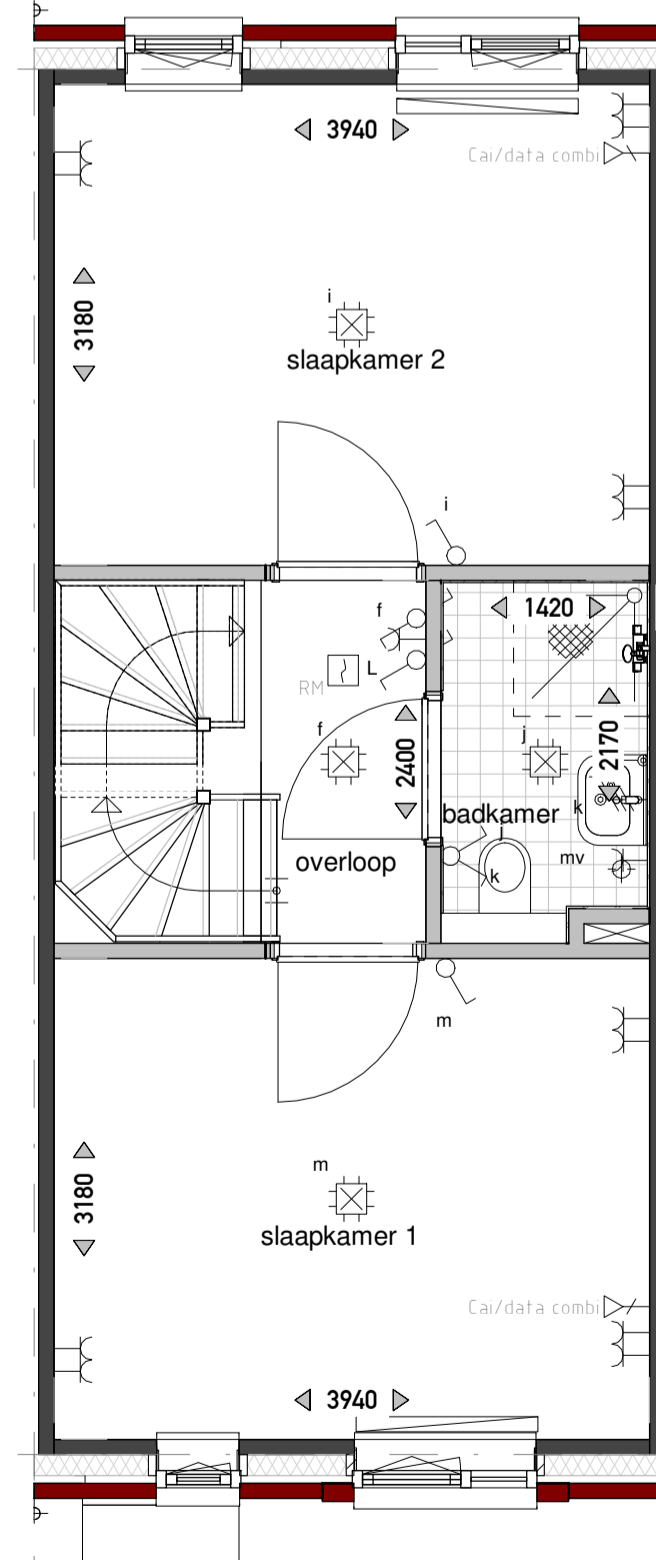 3940
Cai/data combi
3180
i
slaapkamer 2
i
f
1420
RM
L
f
2400
j
2170
k
badkamer
j
mv
k
overloop
m
m
3180
slaapkamer 1
Cai/data combi
3940